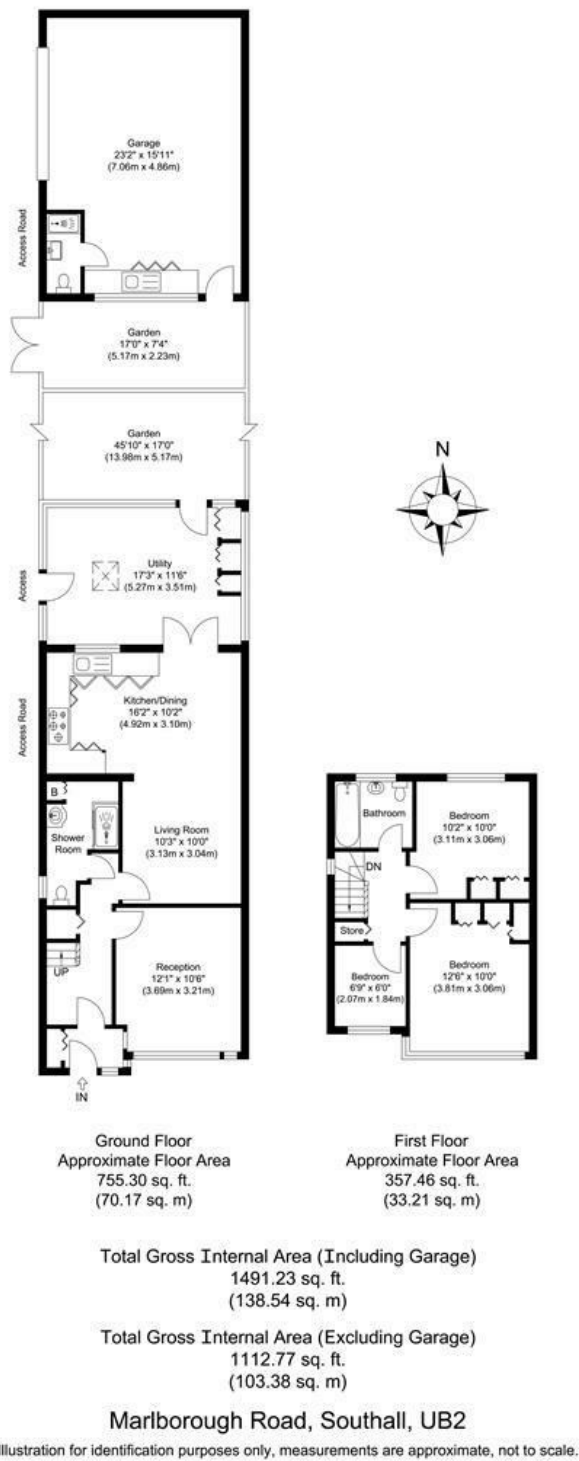 Garage
23'2" x 15'11"
(7.06m x 4.86m)
Access Road
Garden
17'0" x 7'4"
(5.17m x 2.23m)
Garden
45'10" x 17'0"
(13.98m x 5.17m)
N
Utility
17'3" x 11'6"
(5.27m x 3.51m)
Access
Kitchen/Dining
16'2" x 10'2"
(4.92m x 3.10m)
Access Road
B
Shower
Room
Living Room
10'3" x 10'0"
(3.13m x 3.04m)
UP
Reception
12'1" x 10'6"
(3.69m x 3.21m)
IN
Bathroom
Bedroom
10'2" x 10'0"
(3.11m x 3.06m)
DN
Store
Bedroom
6'9" x 6'0"
(2.07m x 1.84m)
Bedroom
12'6" x 10'0"
(3.81m x 3.06m)
Ground Floor
Approximate Floor Area
755.30 sq. ft.
(70.17 sq. m)
First Floor
Approximate Floor Area
357.46 sq. ft.
(33.21 sq. m)
Total Gross Internal Area (Including Garage)
1491.23 sq. ft.
(138.54 sq. m)
Total Gross Internal Area (Excluding Garage)
1112.77 sq. ft.
(103.38 sq. m)
Marlborough Road, Southall, UB2
Illustration for identification purposes only, measurements are approximate, not to scale.